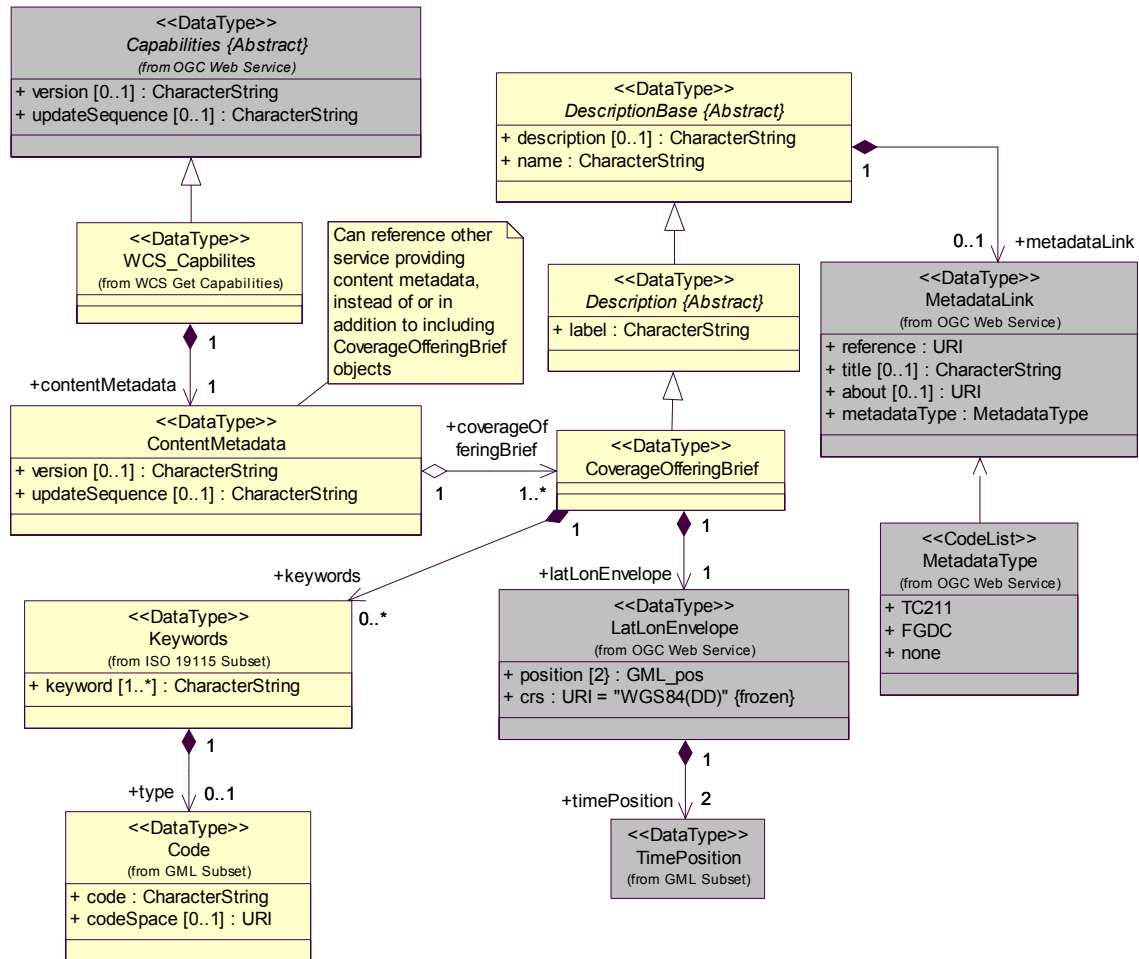 <<DataType>>
Capabilities {Abstract}
(from OGC Web Service)
+ version [0..1] : CharacterString
+ updateSequence [0..1] : CharacterString
<<DataType>>
DescriptionBase {Abstract}
+ description [0..1] : CharacterString
+ name : CharacterString
1
0..1
+metadataLink
<<DataType>>
WCS_Capbilites
(from WCS Get Capabilities)
1
+contentMetadata
1
Can reference other
service providing
content metadata,
instead of or in
addition to including
CoverageOfferingBrief
objects
<<DataType>>
Description {Abstract}
+ label : CharacterString
<<DataType>>
MetadataLink
(from OGC Web Service)
+ reference : URI
+ title [0..1] : CharacterString
+ about [0..1] : URI
+ metadataType : MetadataType
<<DataType>>
ContentMetadata
+ version [0..1] : CharacterString
+ updateSequence [0..1] : CharacterString
+coverageOf
feringBrief
1
1..*
<<DataType>>
CoverageOfferingBrief
1
1
+keywords
0..*
+latLonEnvelope
1
<<CodeList>>
MetadataType
(from OGC Web Service)
+ TC211
+ FGDC
+ none
<<DataType>>
Keywords
(from ISO 19115 Subset)
+ keyword [1..*] : CharacterString
1
+type
0..1
<<DataType>>
LatLonEnvelope
(from OGC Web Service)
+ position [2} : GML_pos
+ crs : URI = "WGS84(DD)" {frozen}
1
+timePosition
2
<<DataType>>
Code
(from GML Subset)
+ code : CharacterString
+ codeSpace [0..1] : URI
<<DataType>>
TimePosition
(from GML Subset)